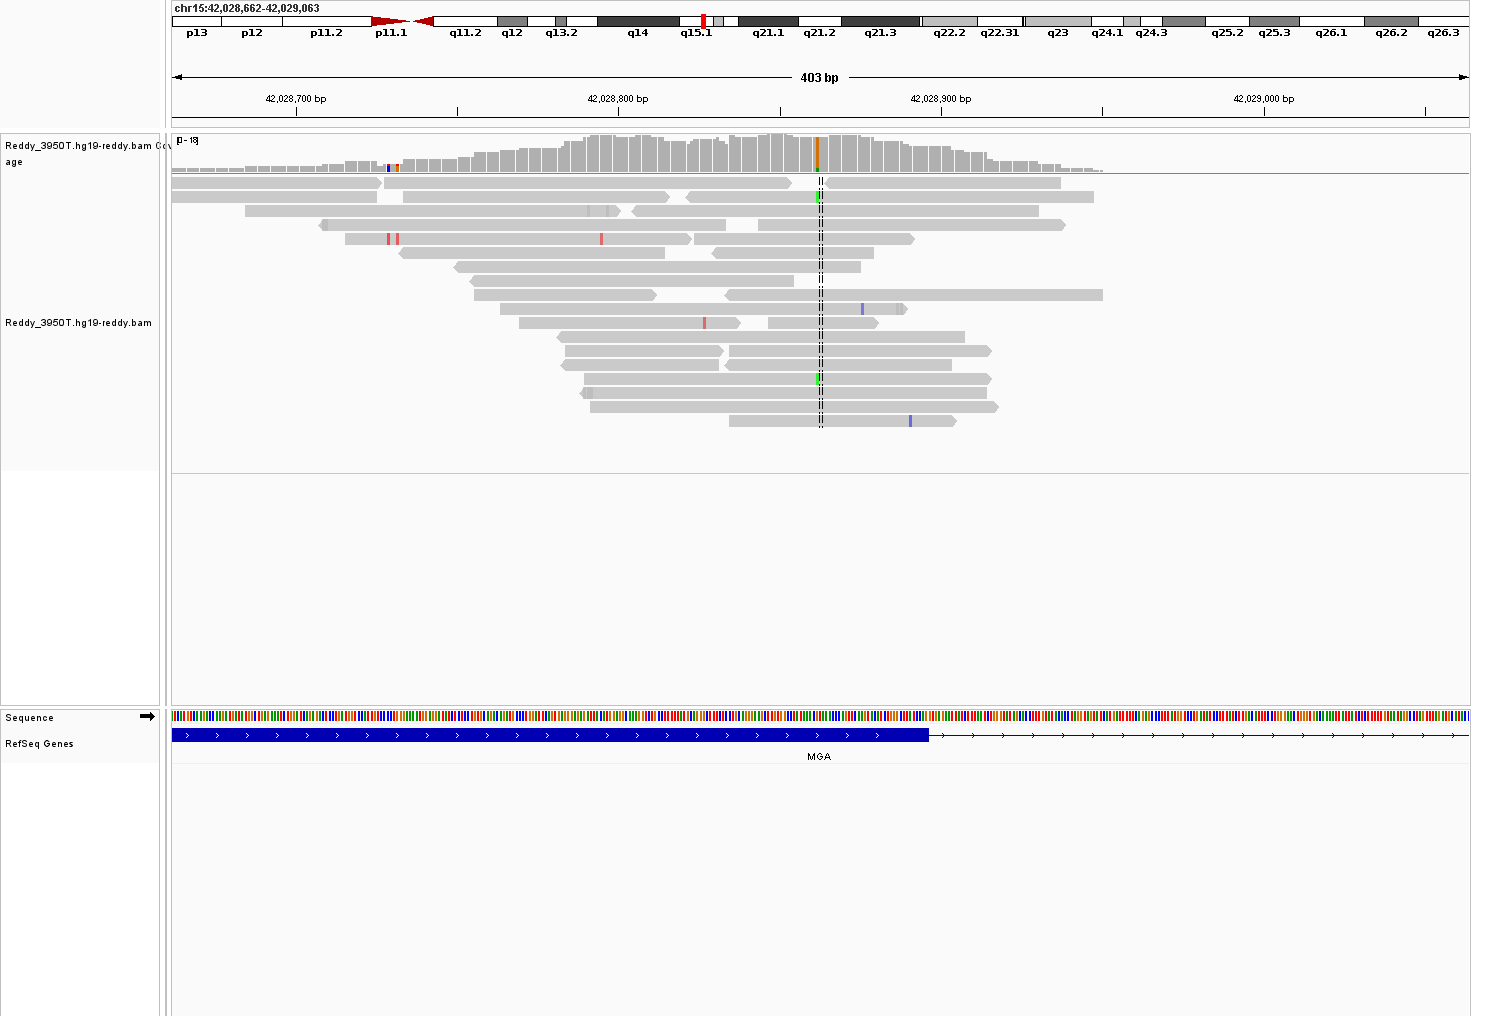 chr15:42,028,662-42,029,063
p13 p12 p11.2 p11.1 q11.2 q12 q13.2 q14 q15.1 q21.1 q21.2 q21.3 q22.2 q22.31 q23 q24.1 q24.3 q25.2 q25.3 q26.1 q26.2 q26.3
403 bp
42,028,700 bp 42,028,800 bp 42,028,900 bp 42,029,000 bp
[0 - 18]
Reddy_3950T.hg19-reddy.bam Cov
age
Reddy_3950T.hg19-reddy.bam
Sequence
RefSeq Genes
MGA